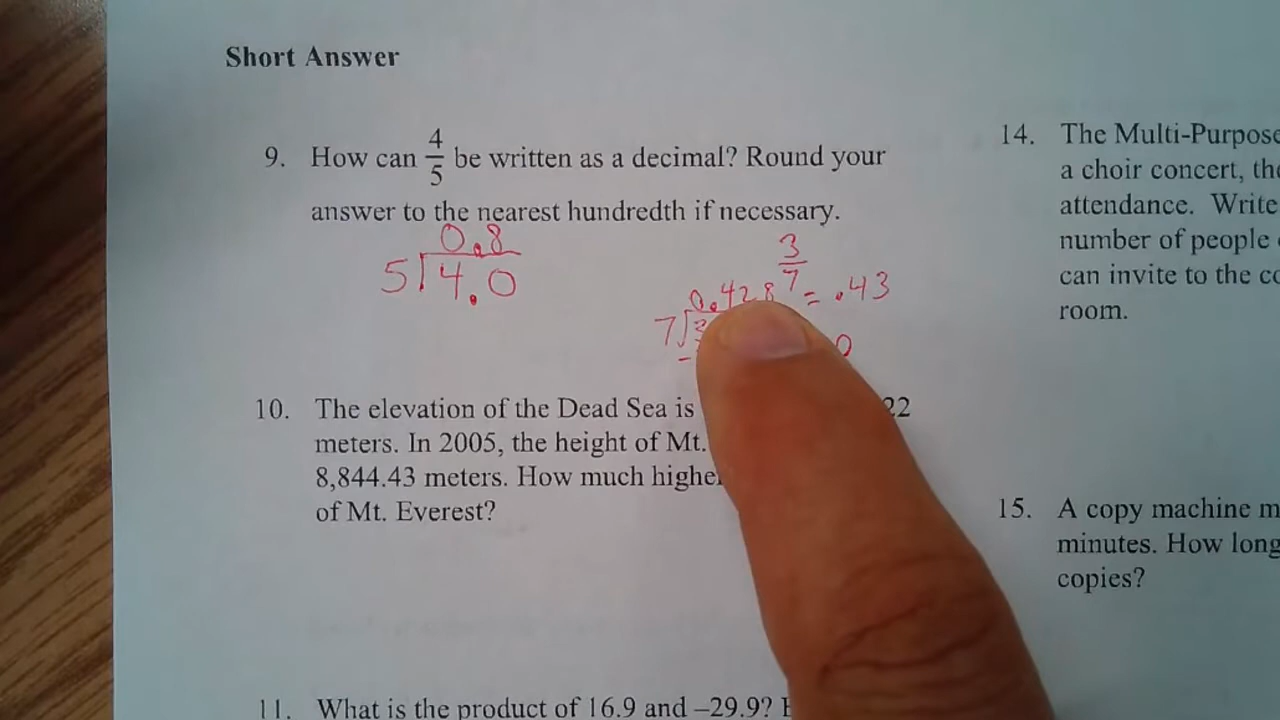 Short Answer
9. How can 4/5 be written as a decimal? Round your
answer to the nearest hundredth if necessary.
0.8
5 4.0
3/7 = .43
0.428
7 3
0
10. The elevation of the Dead Sea is
22
meters. In 2005, the height of Mt.
8,844.43 meters. How much
of Mt. Everest?
11. What is the product of 16.9 and –29.9?
14. The Multi-Purpose
a choir concert, the
attendance. Write
number of people
can invite to the
room.
15. A copy machine
minutes. How long
copies?